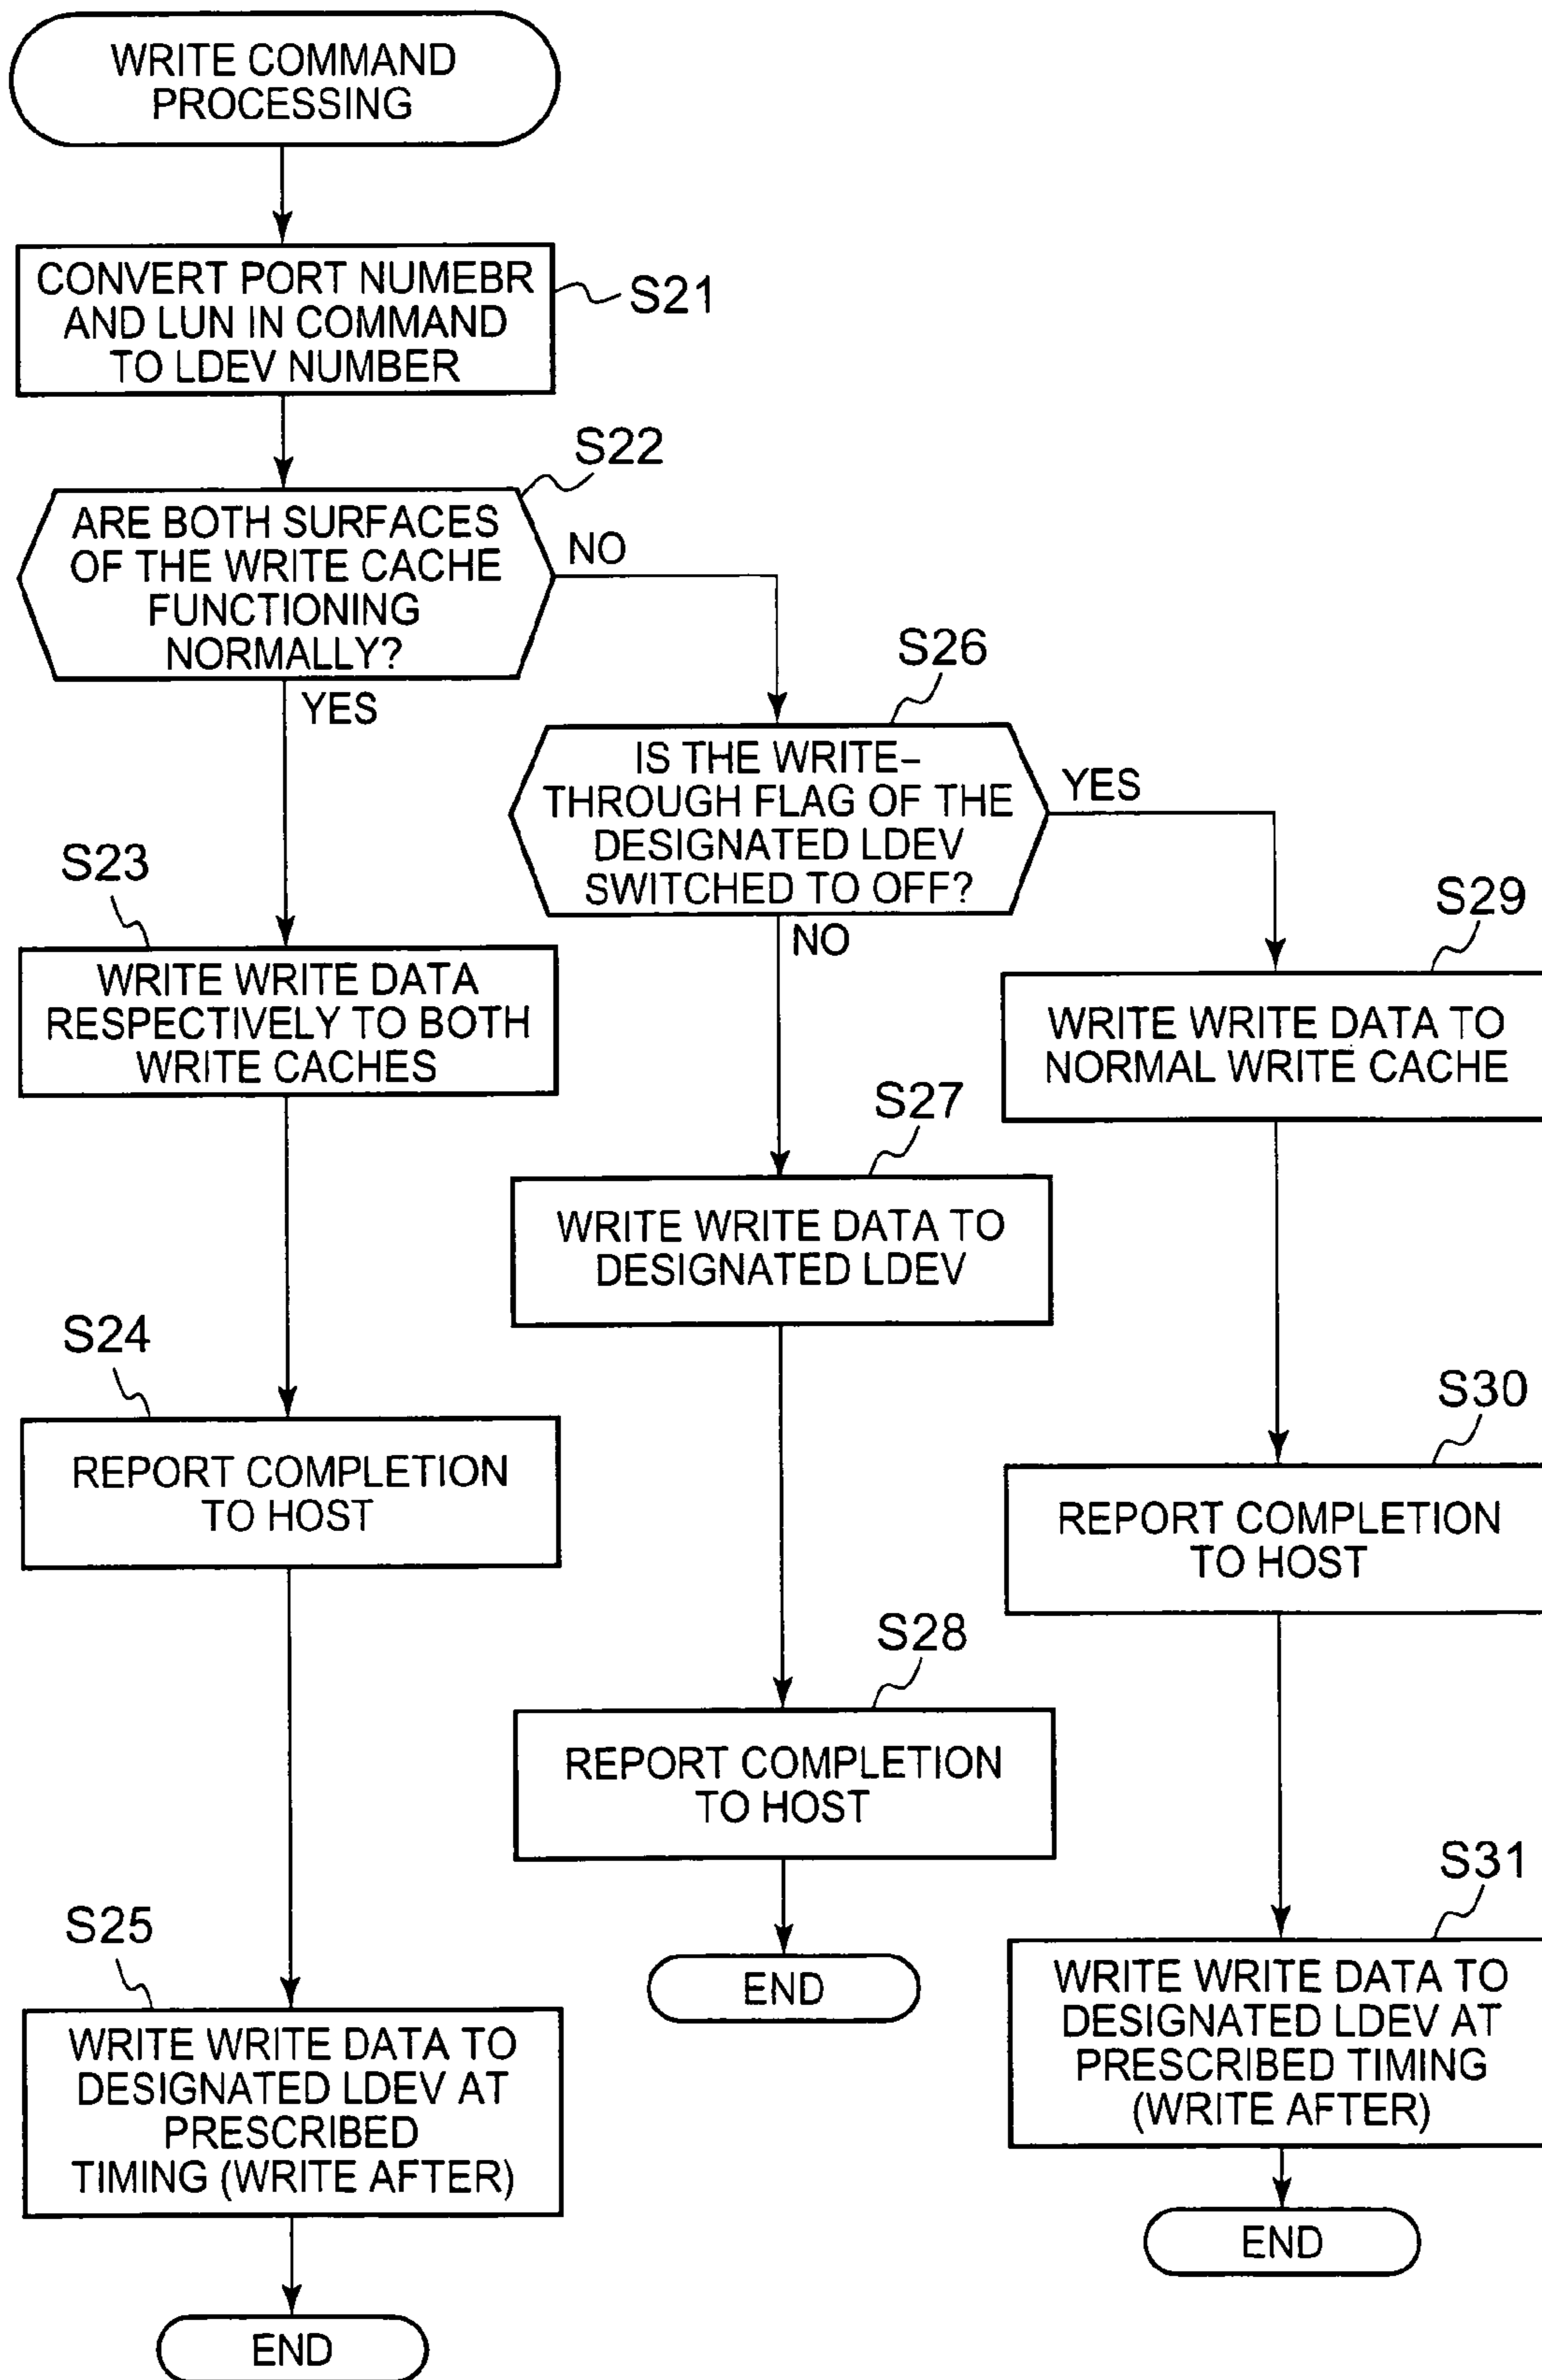 WRITE COMMAND
PROCESSING
CONVERT PORT NUMEBR
AND LUN IN COMMAND
TO LDEV NUMBER
S21
S22
ARE BOTH SURFACES
OF THE WRITE CACHE
FUNCTIONING
NORMALLY?
NO
YES
S26
IS THE WRITE–
THROUGH FLAG OF THE
DESIGNATED LDEV
SWITCHED TO OFF?
YES
NO
S23
WRITE WRITE DATA
RESPECTIVELY TO BOTH
WRITE CACHES
S29
WRITE WRITE DATA TO
NORMAL WRITE CACHE
S27
WRITE WRITE DATA TO
DESIGNATED LDEV
S24
REPORT COMPLETION
TO HOST
S30
REPORT COMPLETION
TO HOST
S28
REPORT COMPLETION
TO HOST
END
S25
WRITE WRITE DATA TO
DESIGNATED LDEV AT
PRESCRIBED
TIMING (WRITE AFTER)
END
S31
WRITE WRITE DATA TO
DESIGNATED LDEV AT
PRESCRIBED TIMING
(WRITE AFTER)
END